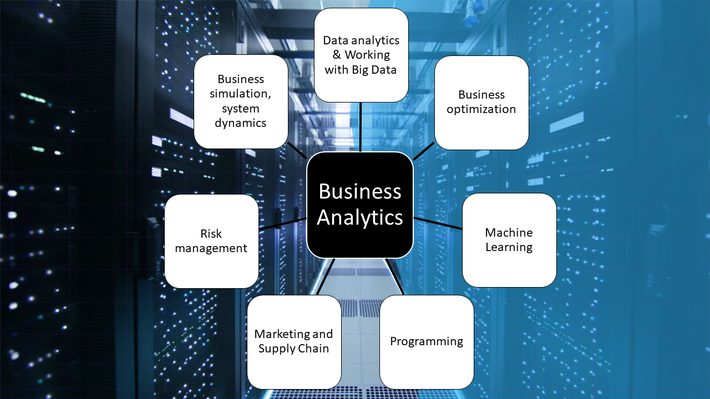 Data analytics
& Working
with Big Data
Business
optimization
Machine
Learning
Programming
Marketing and
Supply Chain
Risk
management
Business
simulation,
system
dynamics
Business
Analytics